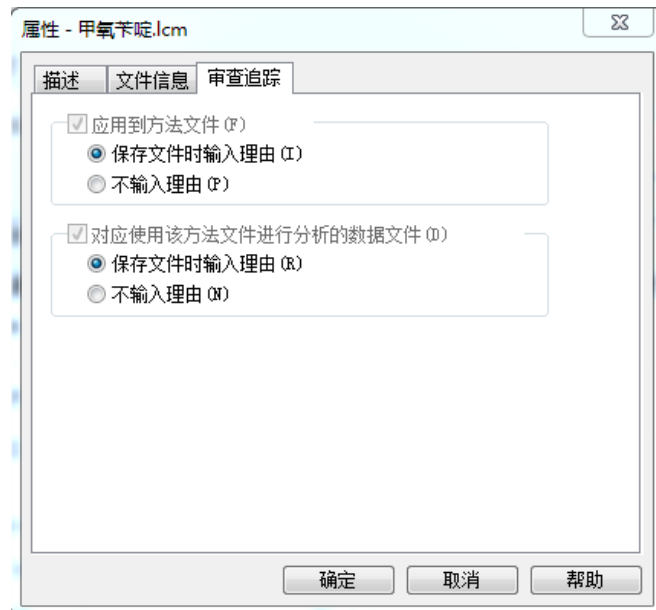 属性 - 甲氧苄啶.lcm
描述 文件信息 审查追踪
应用到方法文件(F)
保存文件时输入理由(I)
不输入理由(P)
对应使用该方法文件进行分析的数据文件(D)
保存文件时输入理由(R)
不输入理由(N)
确定 取消 帮助